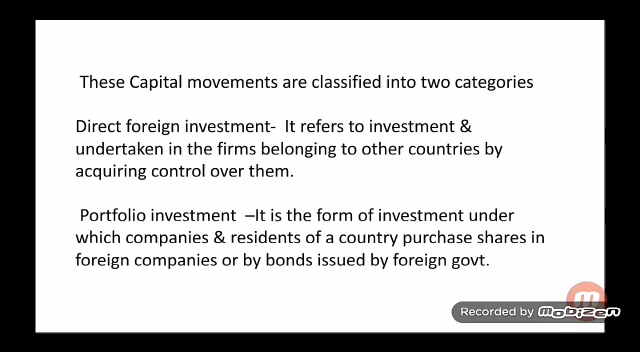 These Capital movements are classified into two categories
Direct foreign investment- It refers to investment &
undertaken in the firms belonging to other countries by
acquiring control over them.
Portfolio investment –It is the form of investment under
which companies & residents of a country purchase shares in
foreign companies or by bonds issued by foreign govt.
Recorded by Mobizen